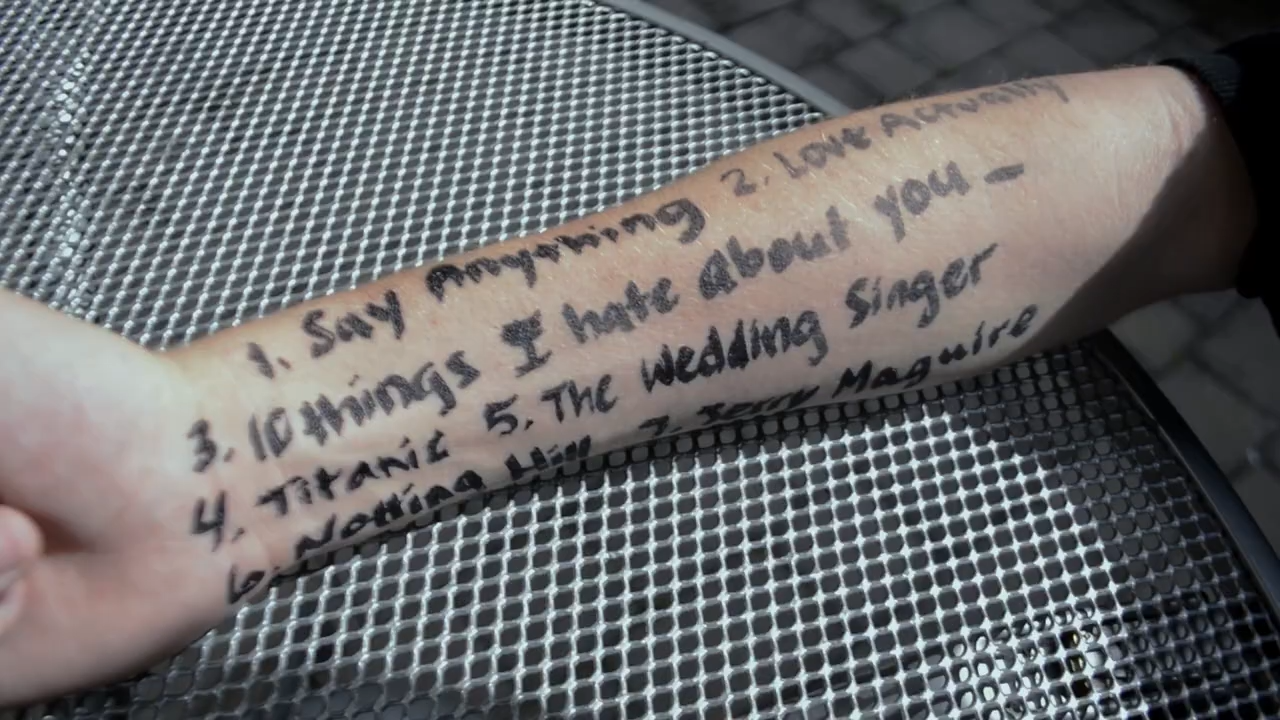 1. Say Anything 2. Love Actually
3. 10 things I hate about you -
4. Titanic 5. The Wedding Singer
6. Notting Hill 7. Jerry Maguire